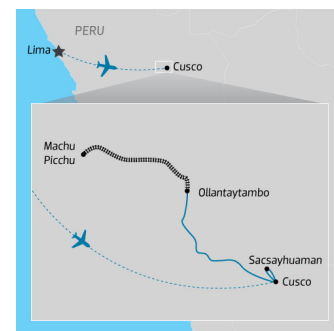 PERU
Lima
Cusco
Machu
Picchu
Ollantaytambo
Sacsayhuaman
Cusco